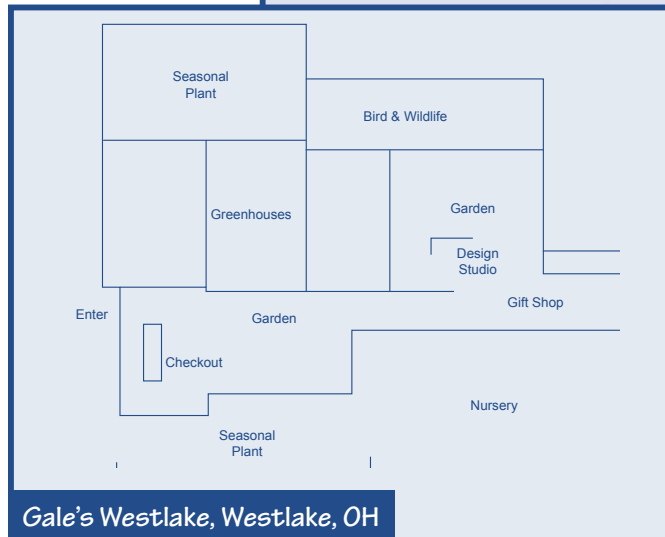 Seasonal
Plant
Bird & Wildlife
Greenhouses
Garden
Design
Studio
Gift Shop
Enter
Garden
Checkout
Nursery
Seasonal
Plant
Gale's Westlake, Westlake, OH